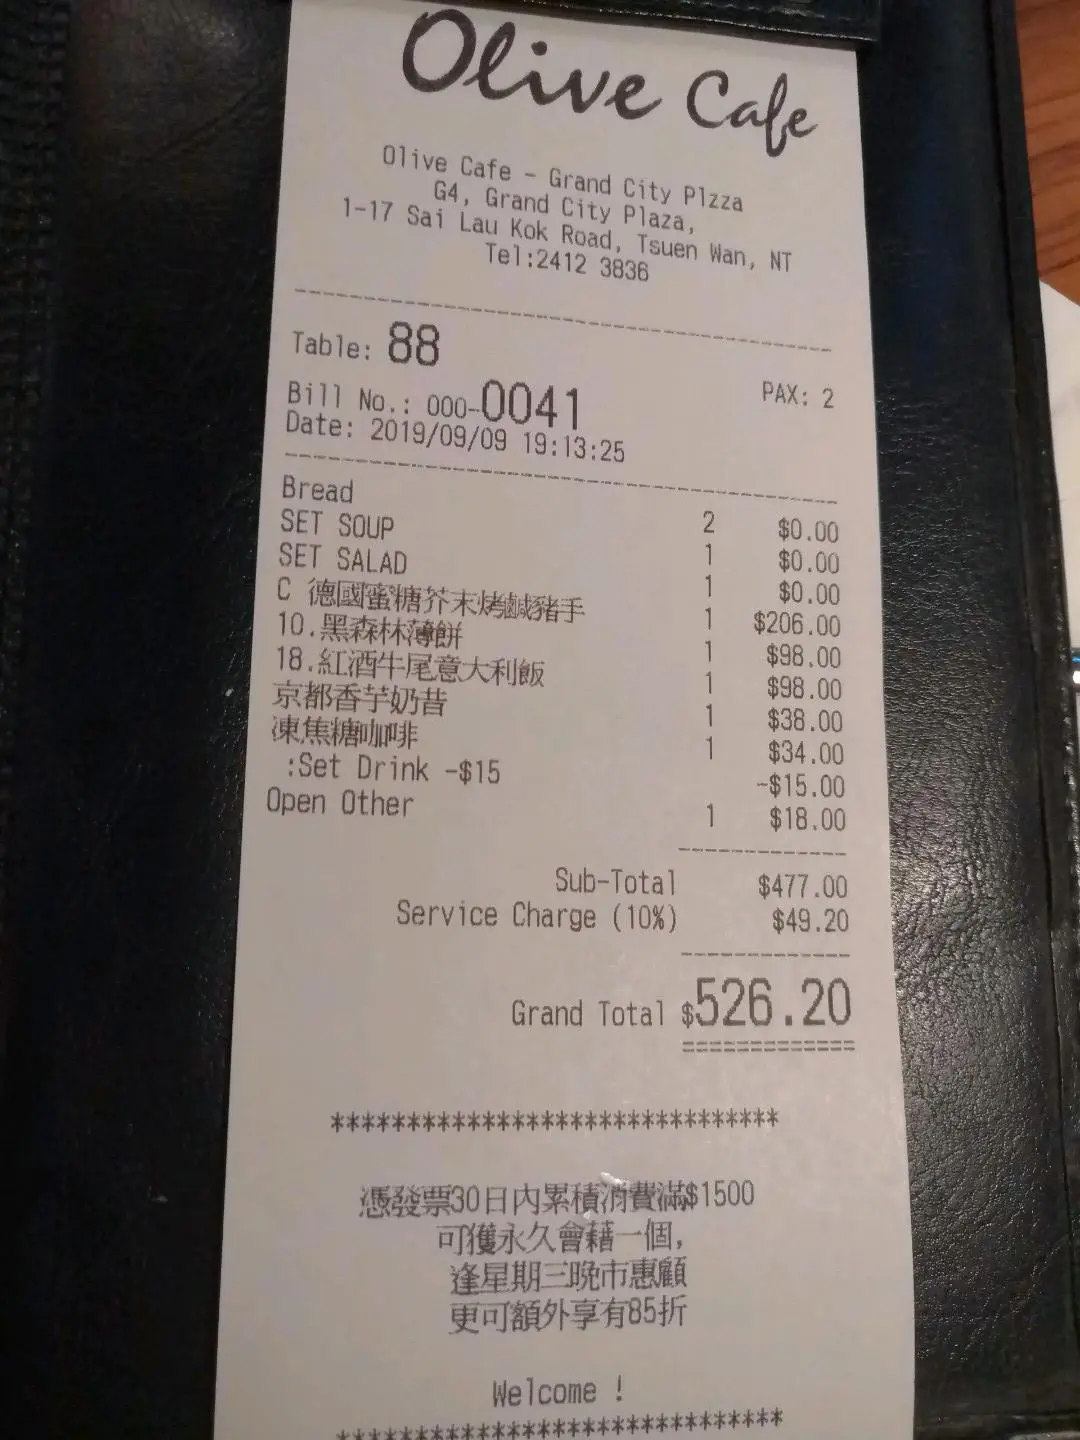 Olive Cafe
Olive Cafe - Grand City Plzza
G4, Grand City Plaza,
1-17 Sai Lau Kok Road, Tsuen Wan, NT
Tel:2412 3836
Table: 88 PAX: 2
Bill No.: 000-0041
Date: 2019/09/09 19:13:25
Bread 2 $0.00
SET SOUP 1 $0.00
SET SALAD 1 $0.00
C 德國蜜糖芥末烤鹹豬手 1 $206.00
10.黑森林薄餅 1 $98.00
18.紅酒牛尾意大利飯 1 $98.00
京都香芋奶昔 1 $38.00
凍焦糖咖啡 1 $34.00
:Set Drink -$15 -$15.00
Open Other 1 $18.00
Sub-Total $477.00
Service Charge (10%) $49.20
Grand Total $526.20
*******************************
憑發票30日內累積消費滿$1500
可獲永久會藉一個,
逢星期三晚市惠顧
更可額外享有85折
Welcome !
*******************************